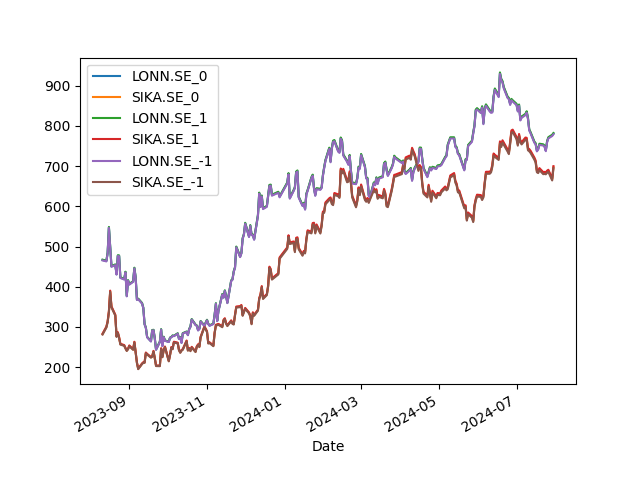 LONN.SE_0
SIKA.SE_0
LONN.SE_1
SIKA.SE_1
LONN.SE_-1
SIKA.SE_-1
900
800
700
600
500
400
300
200
2023-09
2023-11
2024-01
2024-03
2024-05
2024-07
Date